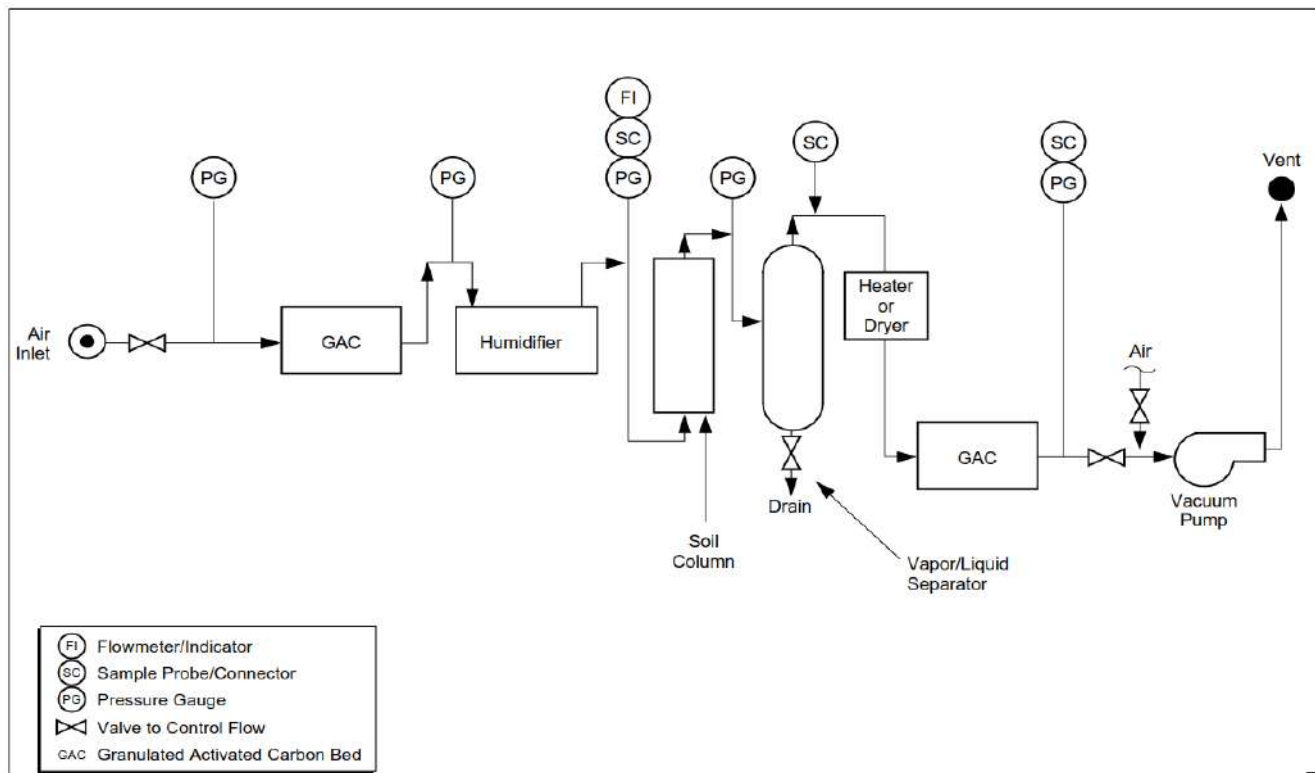 FI
SC
PG
PG
PG
PG
SC
SC
PG
Vent
Air
Inlet
GAC
Humidifier
Heater
or
Dryer
Air
GAC
Vacuum
Pump
Drain
Soil
Column
Vapor/Liquid
Separator
FI Flowmeter/Indicator
SC Sample Probe/Connector
PG Pressure Gauge
Valve to Control Flow
GAC Granulated Activated Carbon Bed